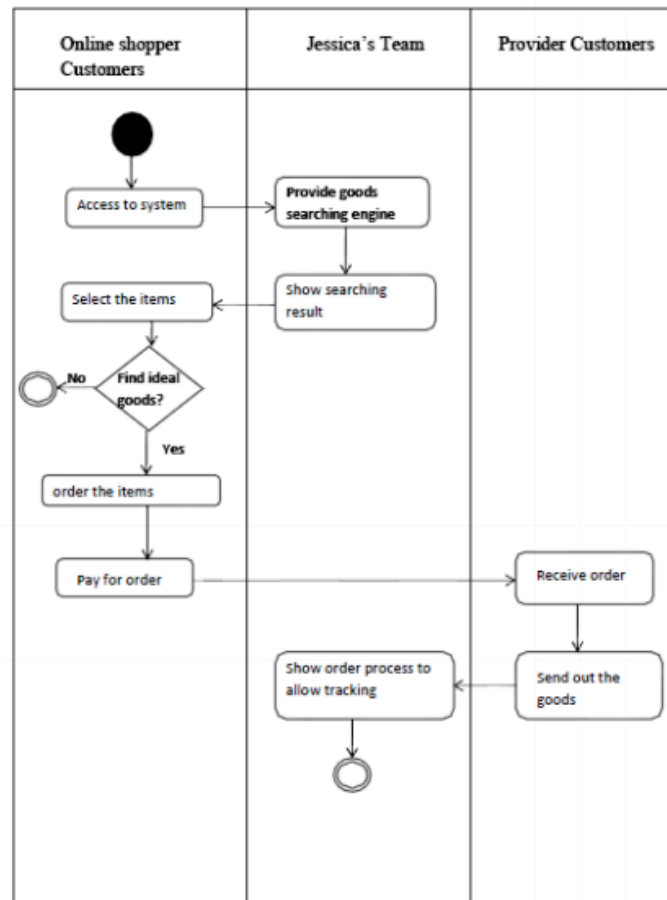 Online shopper
Customers
Jessica's Team
Provider Customers
Access to system
Provide goods
searching engine
Select the items
Show searching
result
No
Find ideal
goods?
Yes
order the items
Pay for order
Receive order
Show order process to
allow tracking
Send out the
goods